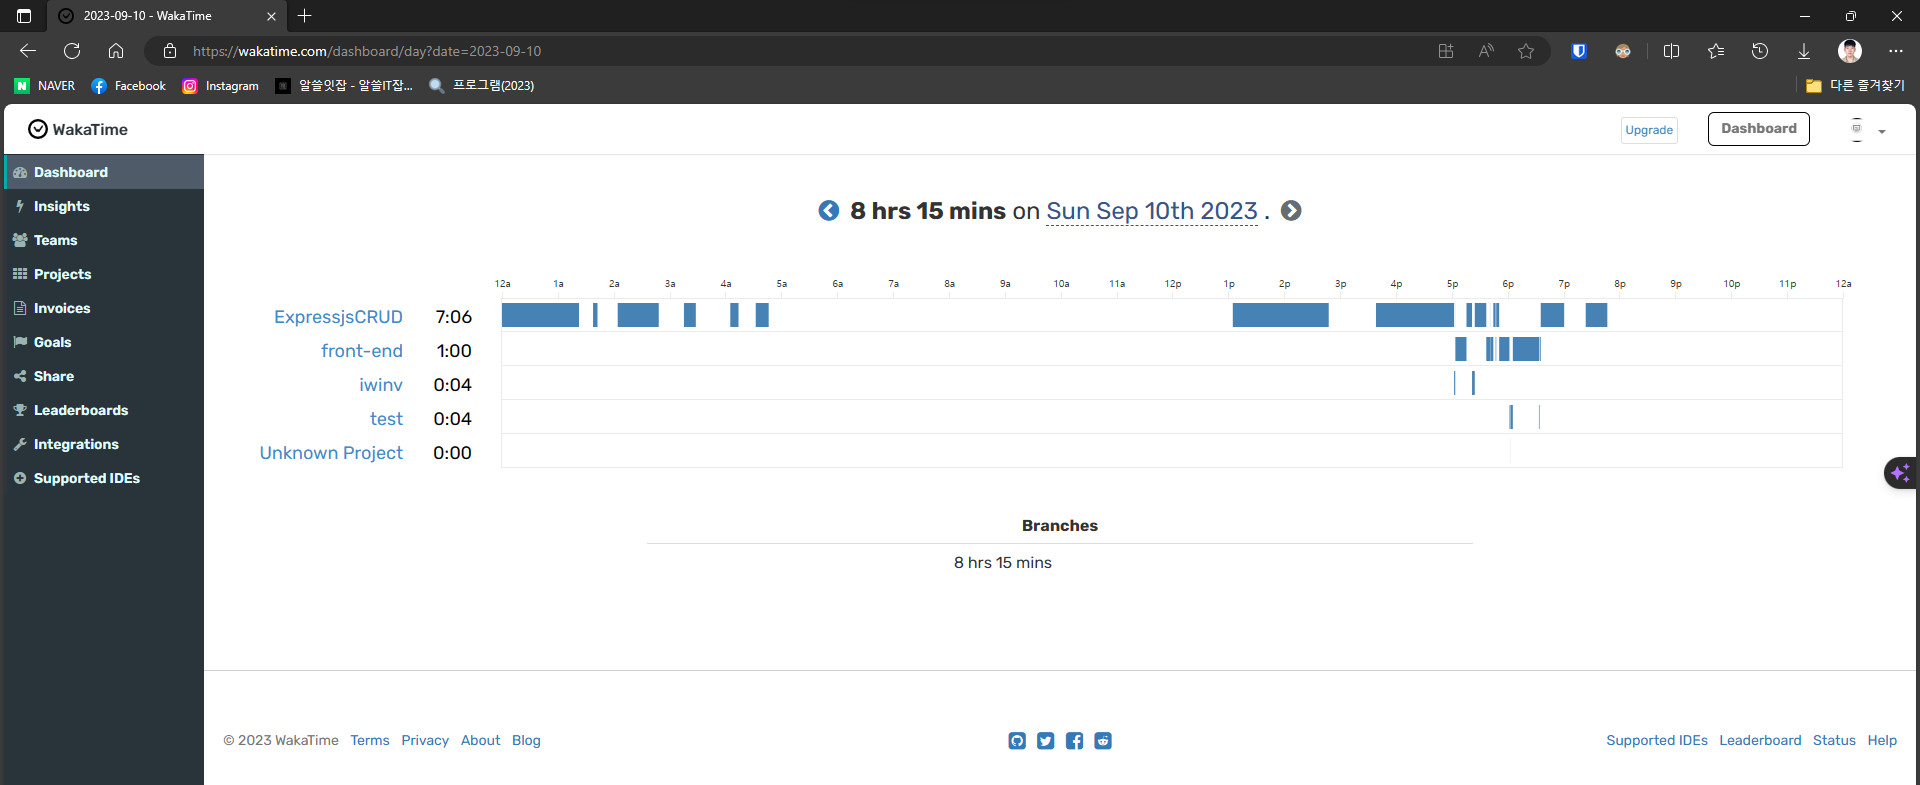 2023-09-10 - WakaTime
https://wakatime.com/dashboard/day?date=2023-09-10
NAVER Facebook Instagram 알쓸잇잡 - 알쓸IT잡... 프로그램(2023) 다른 즐겨찾기
WakaTime Upgrade Dashboard
Dashboard
Insights
Teams
Projects
Invoices
Goals
Share
Leaderboards
Integrations
Supported IDEs
8 hrs 15 mins on Sun Sep 10th 2023 .
12a 1a 2a 3a 4a 5a 6a 7a 8a 9a 10a 11a 12p 1p 2p 3p 4p 5p 6p 7p 8p 9p 10p 11p 12a
ExpressjsCRUD 7:06
front-end 1:00
iwinv 0:04
test 0:04
Unknown Project 0:00
Branches
8 hrs 15 mins
© 2023 WakaTime Terms Privacy About Blog Supported IDEs Leaderboard Status Help